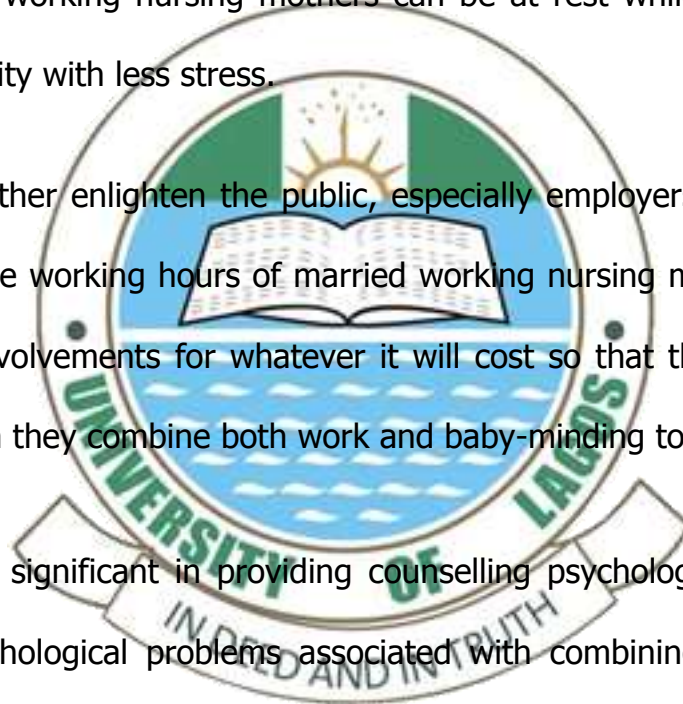 working nursing mothers can be at rest whil
ity with less stress.
ther enlighten the public, especially employer
e working hours of married working nursing m
volvements for whatever it will cost so that th
they combine both work and baby-minding to
significant in providing counselling psycholog
hological problems associated with combinin
UNIVERSITY OF LAGOS
IN DEED AND IN TRUTH